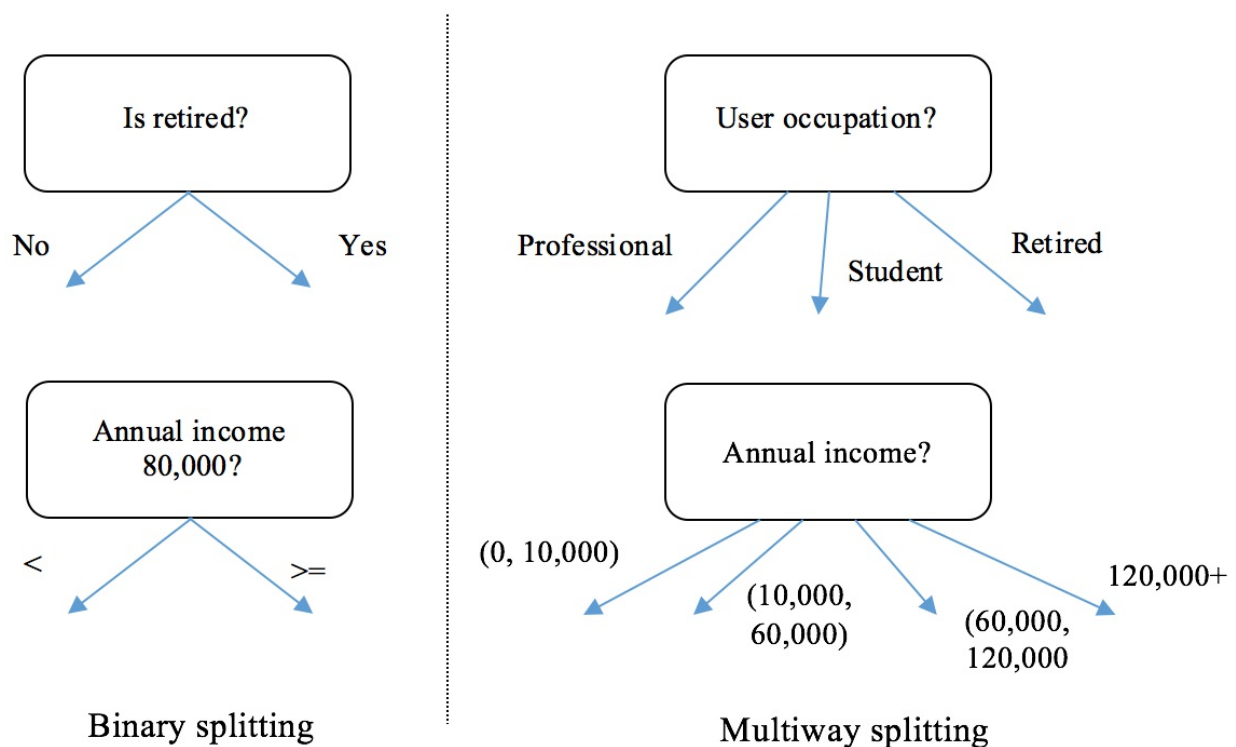 Is retired?
No
Yes
Annual income
80,000?
<
>=
Binary splitting
User occupation?
Professional
Student
Retired
Annual income?
(0, 10,000)
(10,000,
60,000)
(60,000,
120,000
120,000+
Multiway splitting